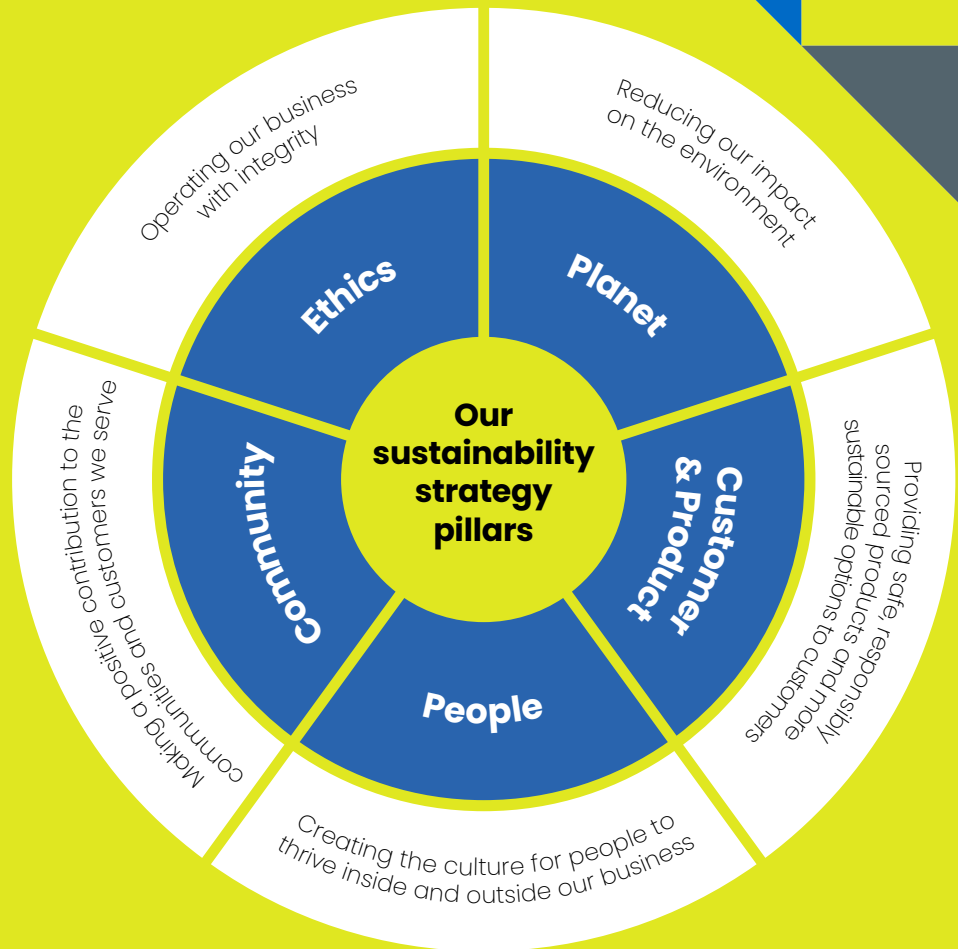 Our
sustainability
strategy
pillars
Planet
Reducing our impact
on the environment
Customer
& Product
Providing safe, responsibly
sourced products and more
sustainable options to customers
People
Creating the culture for people to
thrive inside and outside our business
Community
Making a positive contribution to the
communities and customers we serve
Ethics
Operating our business
with integrity